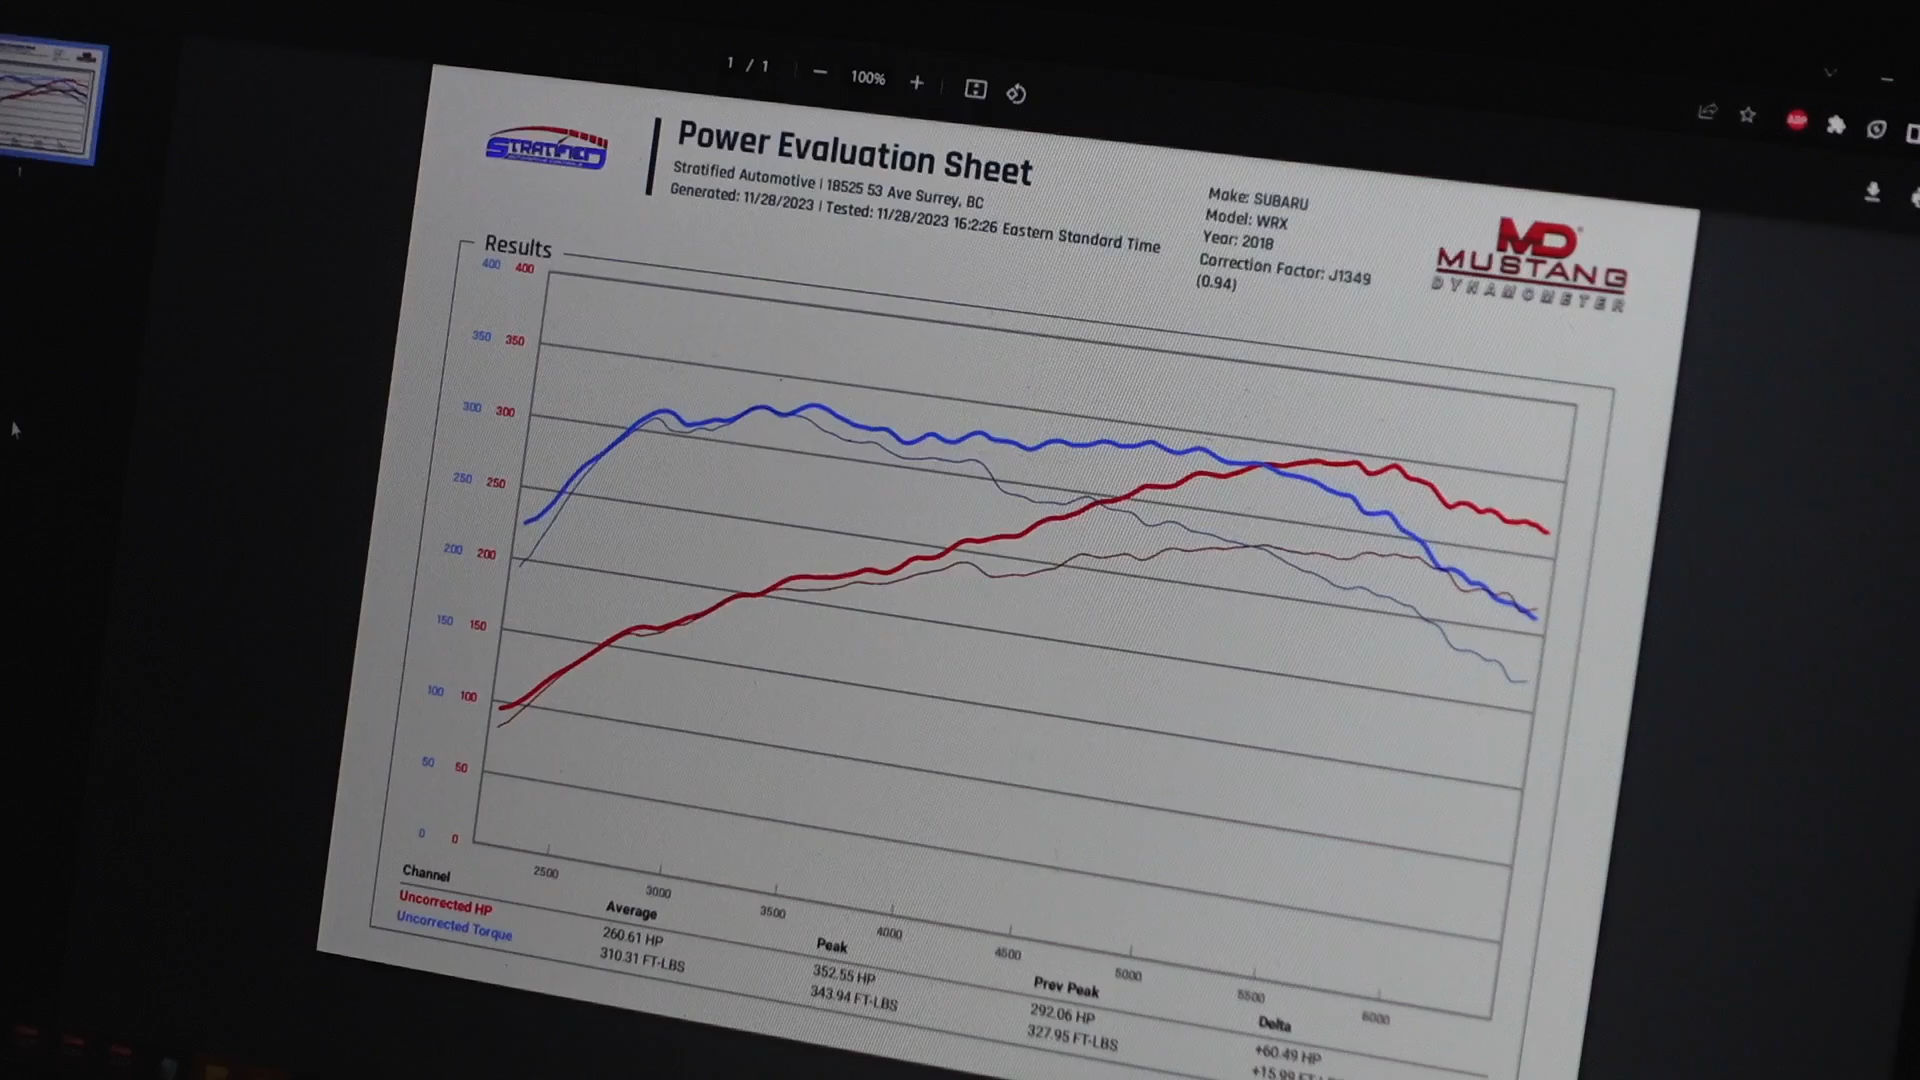 1 / 1
100%
STRATIFIED
Power Evaluation Sheet
Stratified Automotive | 18525 53 Ave Surrey, BC
Generated: 11/28/2023 | Tested: 11/28/2023 16:2:26 Eastern Standard Time
Make: SUBARU
Model: WRX
Year: 2018
Correction Factor: J1349
(0.94)
MD
MUSTANG
DYNAMOMETER
ABP
1
Results
400 400
350 350
300 300
250 250
200 200
150 150
100 100
50 50
0 0
2500 3000 3500 4000 4500 5000 5500 6000
Channel Average Peak Prev Peak Delta
Uncorrected HP 260.61 HP 352.55 HP 292.06 HP +60.49 HP
Uncorrected Torque 310.31 FT-LBS 343.94 FT-LBS 327.95 FT-LBS +15.99